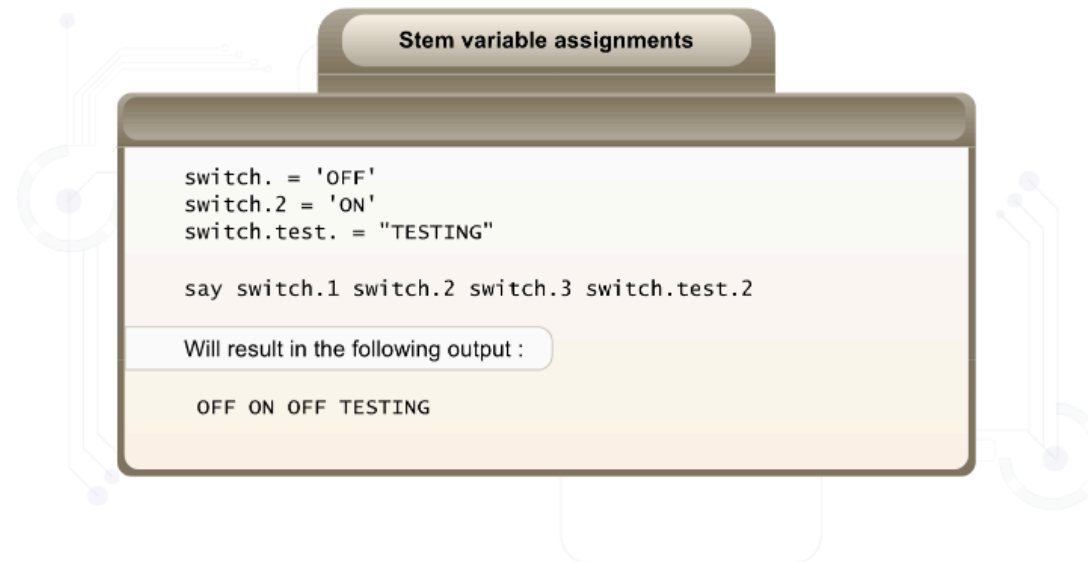 Stem variable assignments
switch. = 'OFF'
switch.2 = 'ON'
switch.test. = "TESTING"
say switch.1 switch.2 switch.3 switch.test.2
Will result in the following output :
OFF ON OFF TESTING